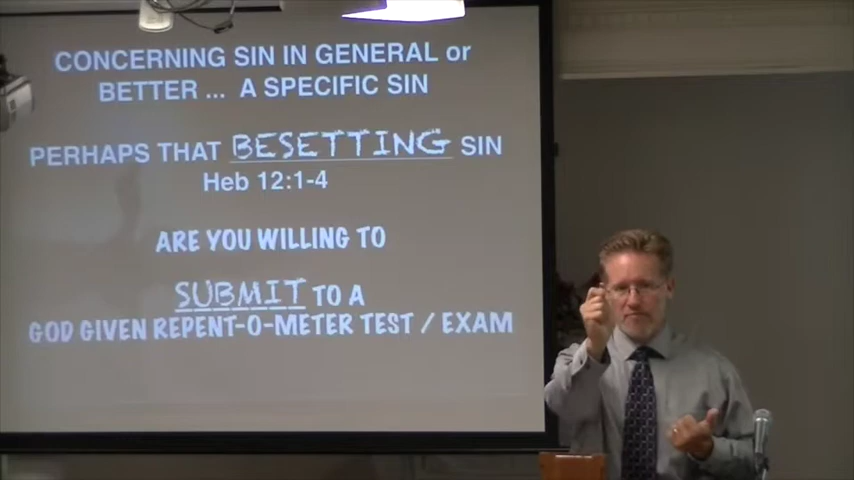 CONCERNING SIN IN GENERAL or
BETTER ... A SPECIFIC SIN
PERHAPS THAT BESETTING SIN
Heb 12:1-4
ARE YOU WILLING TO
SUBMIT TO A
GOD GIVEN REPENT-O-METER TEST / EXAM